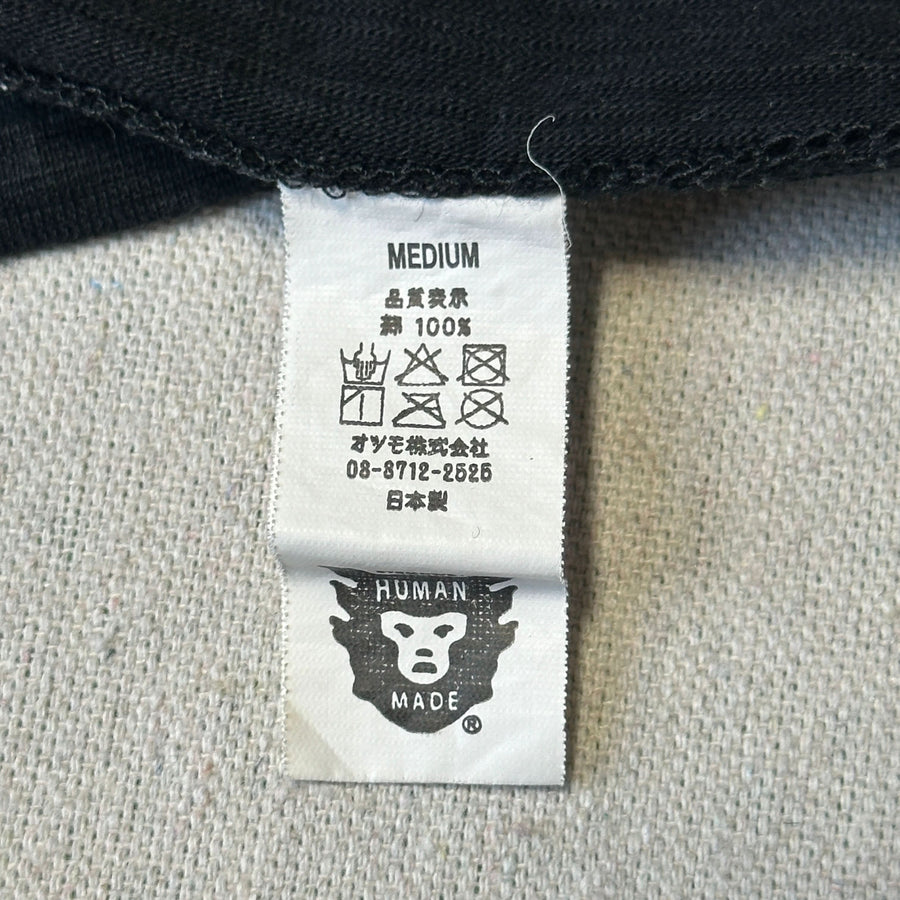 MEDIUM
品質表示
綿 100%
オツモ株式会社
03-3712-2525
日本製
HUMAN
MADE
®